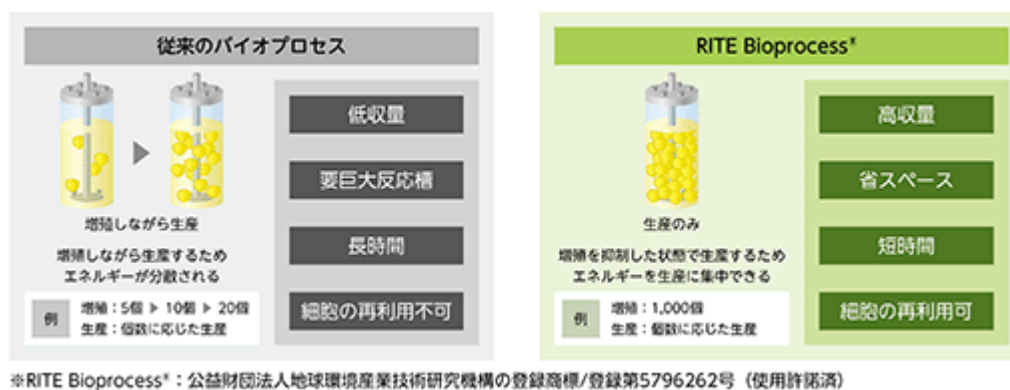 従来のバイオプロセス
増殖しながら生産
増殖しながら生産するため
エネルギーが分散される
例
増殖：5個 ▶ 10個 ▶ 20個
生産：個数に応じた生産
低収量
要巨大反応槽
長時間
細胞の再利用不可
RITE Bioprocess*
生産のみ
増殖を抑制した状態で生産するため
エネルギーを生産に集中できる
例
増殖：1,000個
生産：個数に応じた生産
高収量
省スペース
短時間
細胞の再利用可
※RITE Bioprocess*：公益財団法人地球環境産業技術研究機構の登録商標/登録第5796262号（使用許諾済）